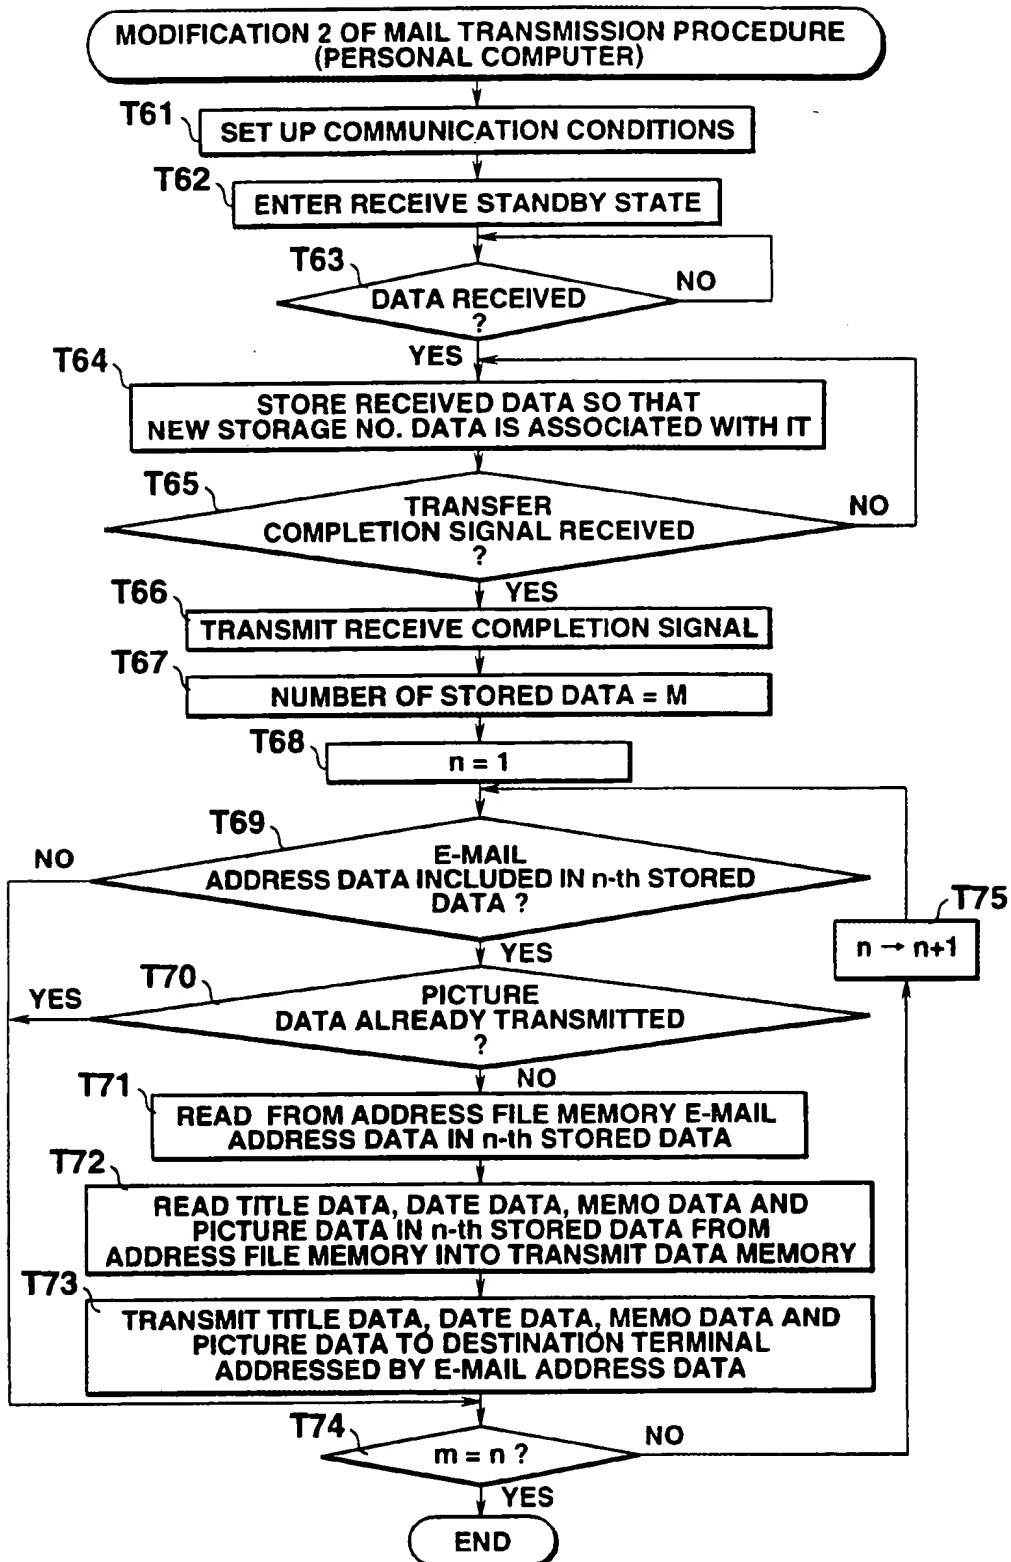 MODIFICATION 2 OF MAIL TRANSMISSION PROCEDURE
(PERSONAL COMPUTER)
T61
SET UP COMMUNICATION CONDITIONS
T62
ENTER RECEIVE STANDBY STATE
T63
DATA RECEIVED
?
NO
YES
T64
STORE RECEIVED DATA SO THAT
NEW STORAGE NO. DATA IS ASSOCIATED WITH IT
T65
TRANSFER
COMPLETION SIGNAL RECEIVED
?
NO
YES
T66
TRANSMIT RECEIVE COMPLETION SIGNAL
T67
NUMBER OF STORED DATA = M
T68
n = 1
T69
E-MAIL
ADDRESS DATA INCLUDED IN n-th STORED
DATA ?
NO
YES
T75
n → n+1
T70
PICTURE
DATA ALREADY TRANSMITTED
?
YES
NO
T71
READ FROM ADDRESS FILE MEMORY E-MAIL
ADDRESS DATA IN n-th STORED DATA
T72
READ TITLE DATA, DATE DATA, MEMO DATA AND
PICTURE DATA IN n-th STORED DATA FROM
ADDRESS FILE MEMORY INTO TRANSMIT DATA MEMORY
T73
TRANSMIT TITLE DATA, DATE DATA, MEMO DATA AND
PICTURE DATA TO DESTINATION TERMINAL
ADDRESSED BY E-MAIL ADDRESS DATA
T74
m = n ?
NO
YES
END